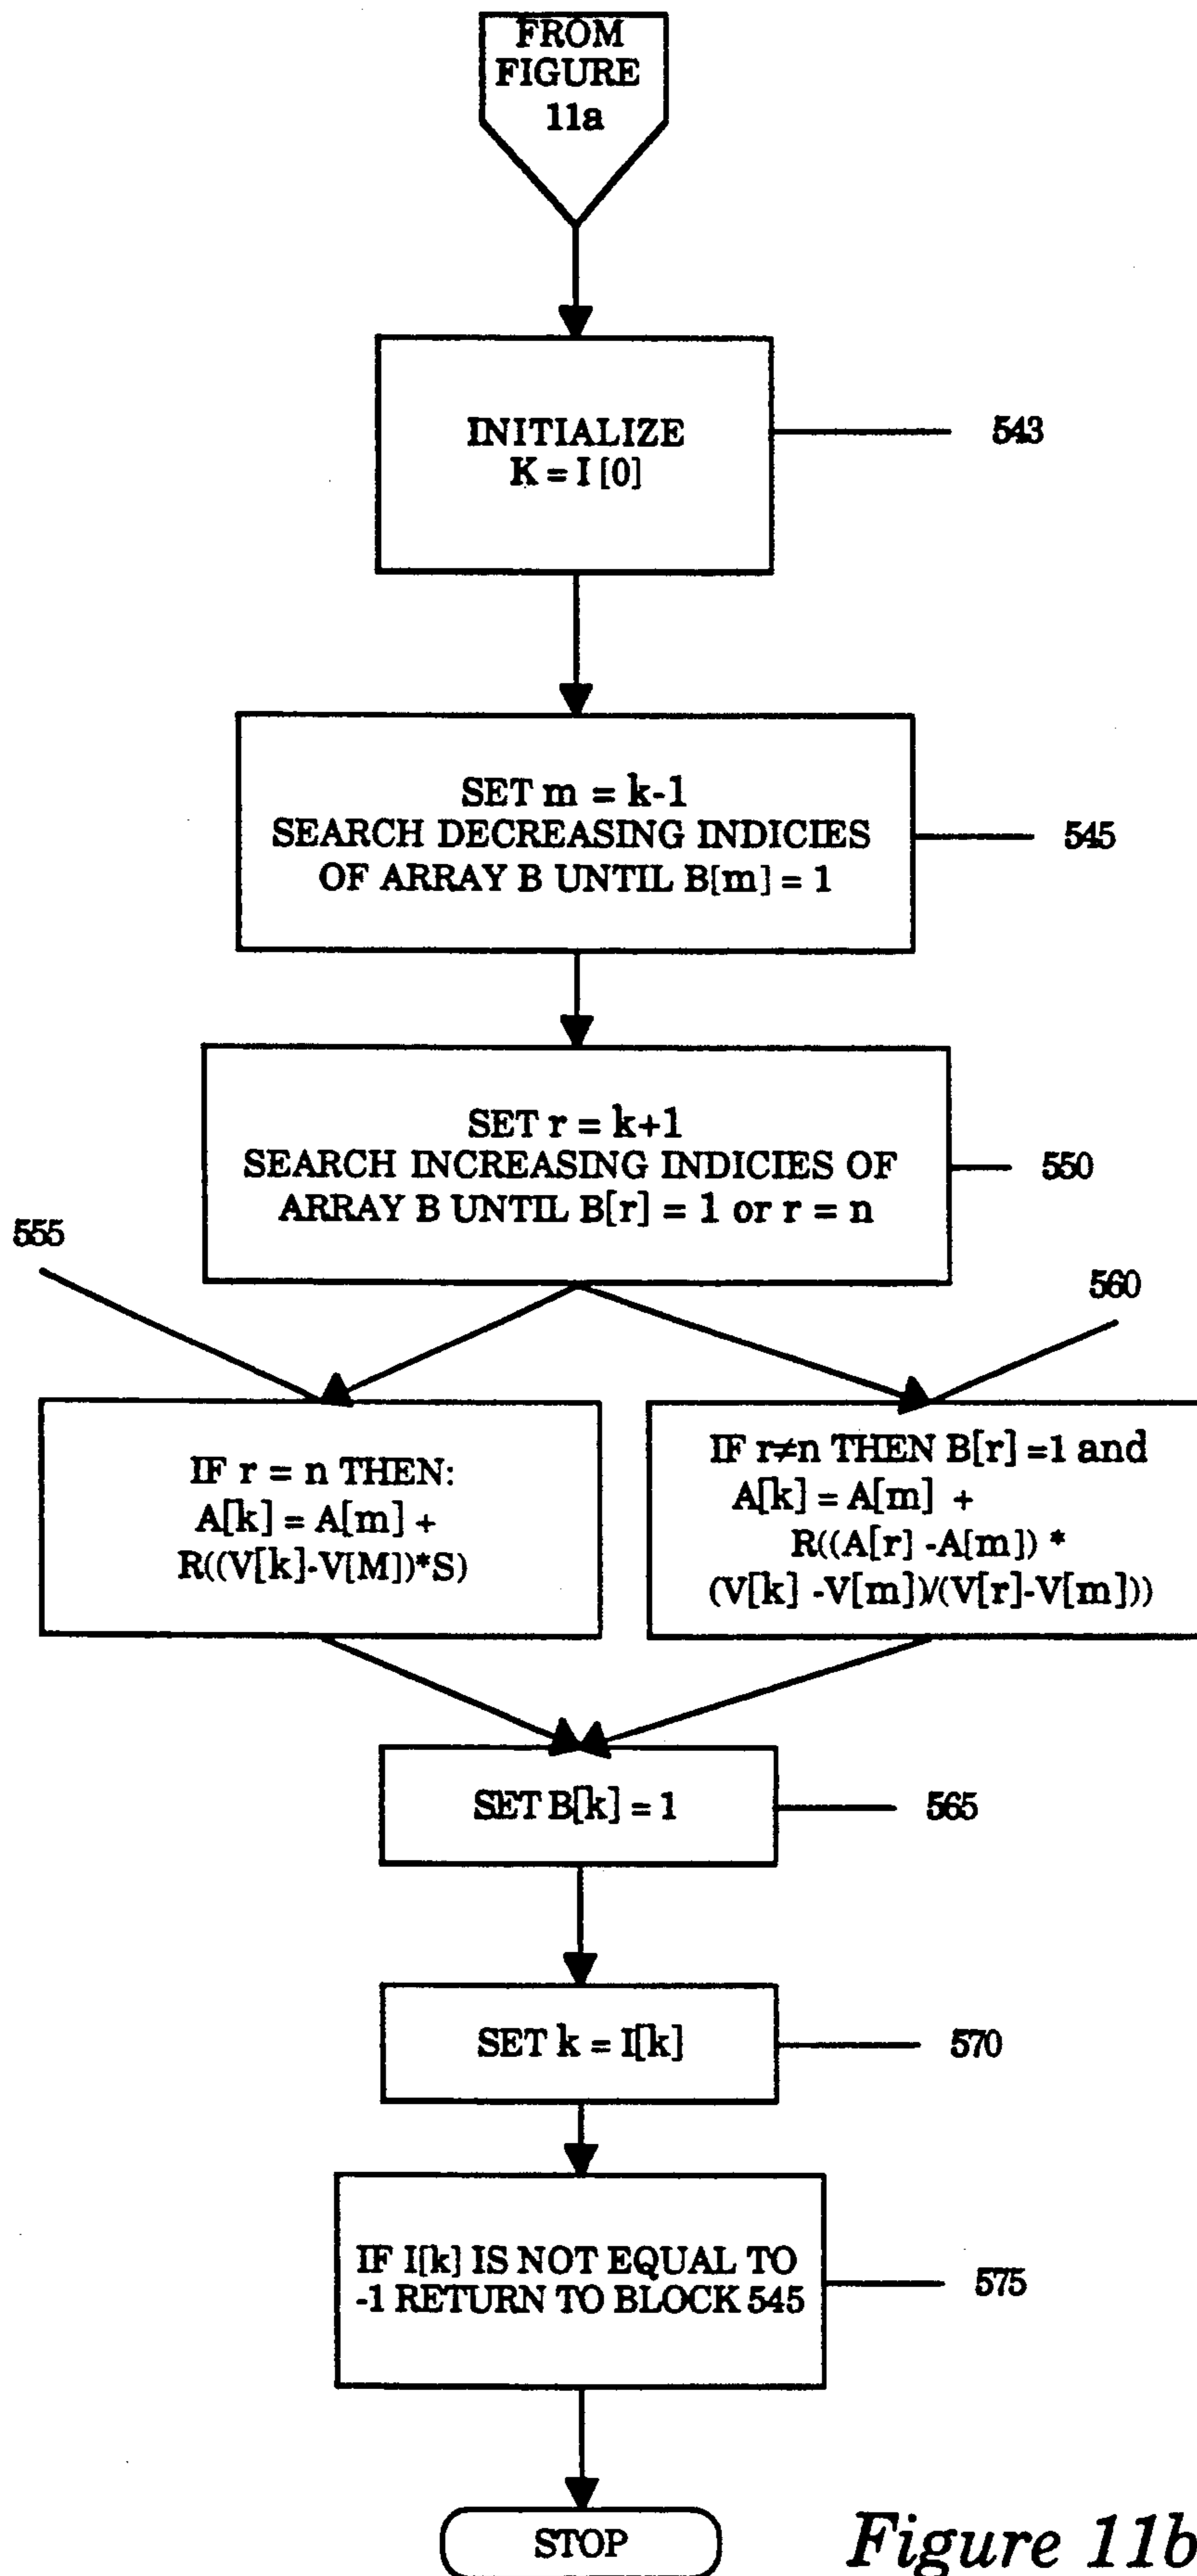 FROM
FIGURE
11a
INITIALIZE
K = I [0]
543
SET m = k-1
SEARCH DECREASING INDICIES
OF ARRAY B UNTIL B[m] = 1
545
SET r = k+1
SEARCH INCREASING INDICIES OF
ARRAY B UNTIL B[r] = 1 or r = n
550
555
560
IF r = n THEN:
A[k] = A[m] +
R((V[k]-V[M])*S)
IF r≠n THEN B[r] =1 and
A[k] = A[m] +
R((A[r] -A[m]) *
(V[k] -V[m])/(V[r]-V[m]))
SET B[k] = 1
565
SET k = I[k]
570
IF I[k] IS NOT EQUAL TO
-1 RETURN TO BLOCK 545
575
STOP
Figure 11b